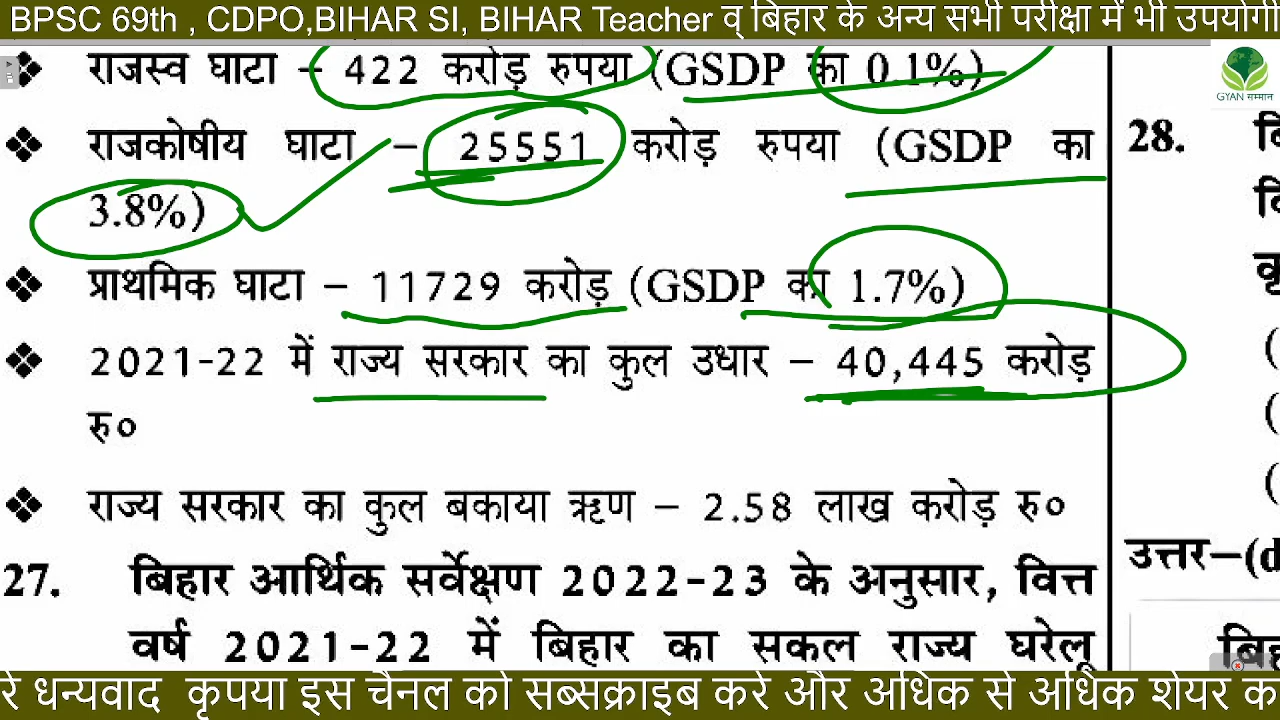 BPSC 69th , CDPO,BIHAR SI, BIHAR Teacher व् बिहार के अन्य सभी परीक्षा में भी उपयोगी
❖ राजस्व घाटा – 422 करोड़ रुपया (GSDP का 0.1%)
❖ राजकोषीय घाटा – 25551 करोड़ रुपया (GSDP का
3.8%)
❖ प्राथमिक घाटा – 11729 करोड़ (GSDP का 1.7%)
❖ 2021-22 में राज्य सरकार का कुल उधार – 40,445 करोड़
रु०
❖ राज्य सरकार का कुल बकाया ऋण – 2.58 लाख करोड़ रु०
27. बिहार आर्थिक सर्वेक्षण 2022-23 के अनुसार, वित्त
वर्ष 2021-22 में बिहार का सकल राज्य घरेलू
GYAN सम्मान
28.
उत्तर–(d
रे धन्यवाद कृपया इस चैनल को सब्सक्राइब करे और अधिक से अधिक शेयर क